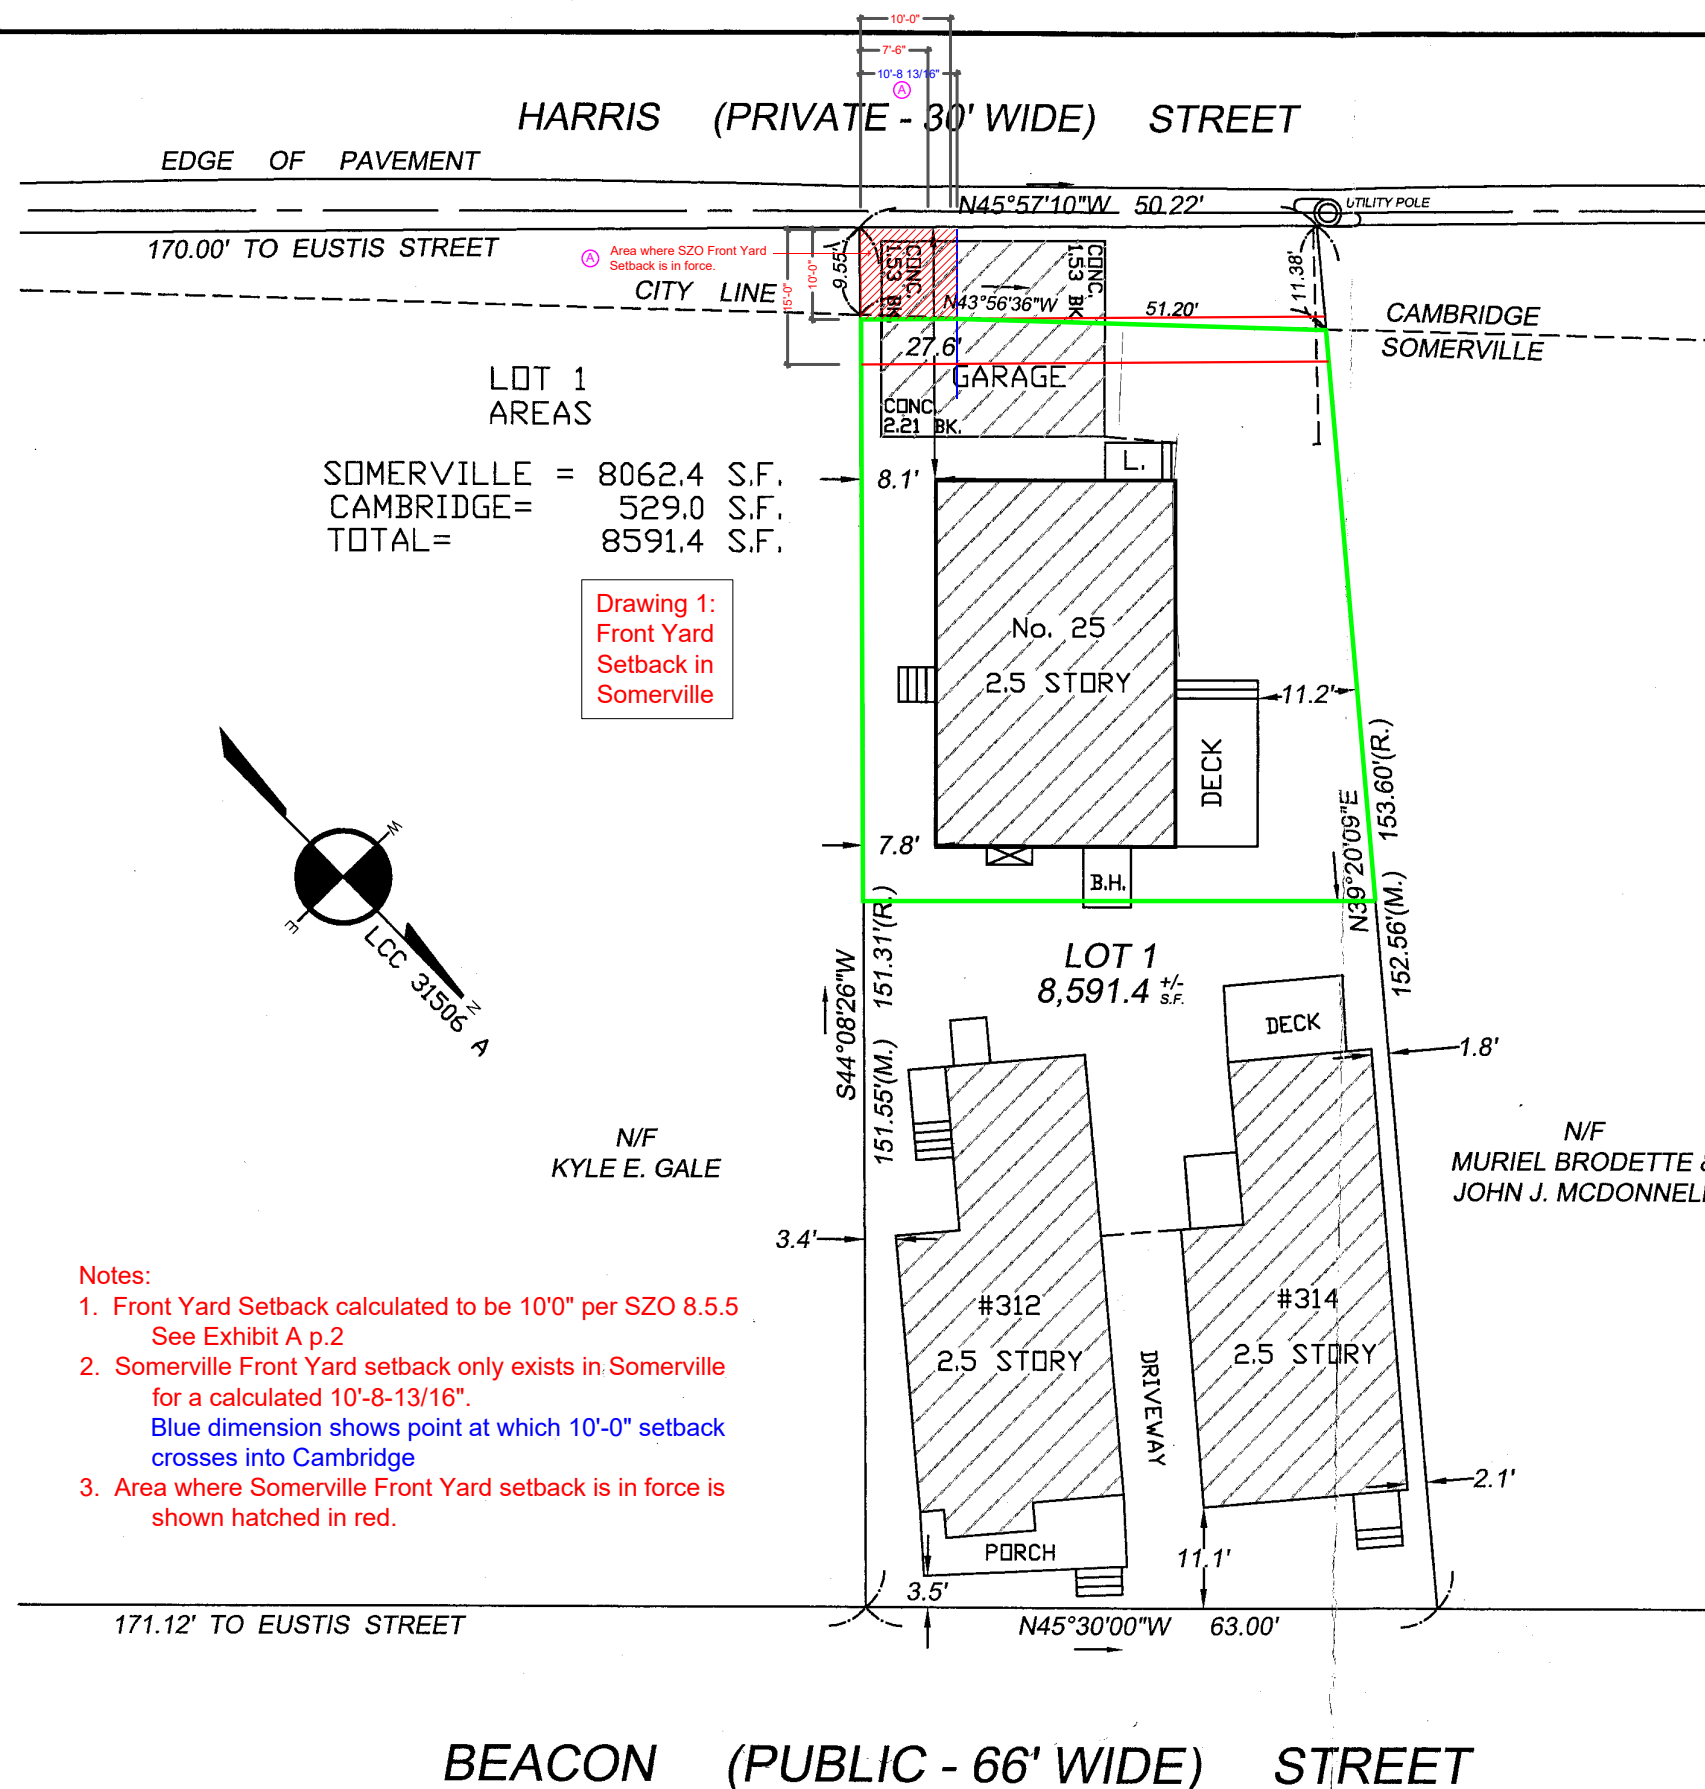 10'-0"
7'-6"
10'-8 13/16"
A
HARRIS (PRIVATE - 30' WIDE) STREET
EDGE OF PAVEMENT
N45°57'10"W 50.22'
UTILITY POLE
170.00' TO EUSTIS STREET
A Area where SZO Front Yard
Setback is in force.
CITY LINE
15'-0"
10'-0"
9.55'
CONC.
1.53 BK
CONC.
1.53 BK
11.38'
N43°56'36"W
51.20'
CAMBRIDGE
SOMERVILLE
27.6'
GARAGE
CONC.
2.21 BK.
LOT 1
AREAS
SOMERVILLE = 8062.4 S.F.
CAMBRIDGE= 529.0 S.F.
TOTAL= 8591.4 S.F.
8.1'
L.
Drawing 1:
Front Yard
Setback in
Somerville
No. 25
2.5 STORY
11.2'
DECK
7.8'
B.H.
N39°20'09"E
153.60'(R.)
152.56'(M.)
W
E
N
LCC 31506 A
S44°08'26"W
151.31'(R.)
151.55'(M.)
LOT 1
8,591.4 +/-
S.F.
DECK
1.8'
N/F
KYLE E. GALE
N/F
MURIEL BRODETTE &
JOHN J. MCDONNELL
3.4'
Notes:
1. Front Yard Setback calculated to be 10'0" per SZO 8.5.5
See Exhibit A p.2
2. Somerville Front Yard setback only exists in Somerville
for a calculated 10'-8-13/16".
Blue dimension shows point at which 10'-0" setback
crosses into Cambridge
3. Area where Somerville Front Yard setback is in force is
shown hatched in red.
#312
2.5 STORY
#314
2.5 STORY
DRIVEWAY
2.1'
PORCH
11.1'
3.5'
171.12' TO EUSTIS STREET
N45°30'00"W 63.00'
BEACON (PUBLIC - 66' WIDE) STREET